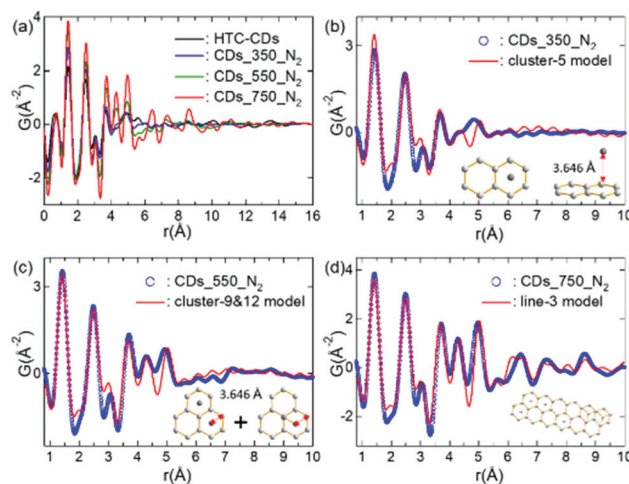 (a)
: HTC-CDs
: CDs_350_N₂
: CDs_550_N₂
: CDs_750_N₂
G(Å⁻²)
4
2
0
-2
0 2 4 6 8 10 12 14 16
r(Å)
(b)
: CDs_350_N₂
: cluster-5 model
G(Å⁻²)
3
0
3.646 Å
1 2 3 4 5 6 7 8 9 10
r(Å)
(c)
: CDs_550_N₂
: cluster-9&12 model
G(Å⁻²)
3
0
3.646 Å
+
1 2 3 4 5 6 7 8 9 10
r(Å)
(d)
: CDs_750_N₂
: line-3 model
G(Å⁻²)
4
2
0
-2
1 2 3 4 5 6 7 8 9 10
r(Å)